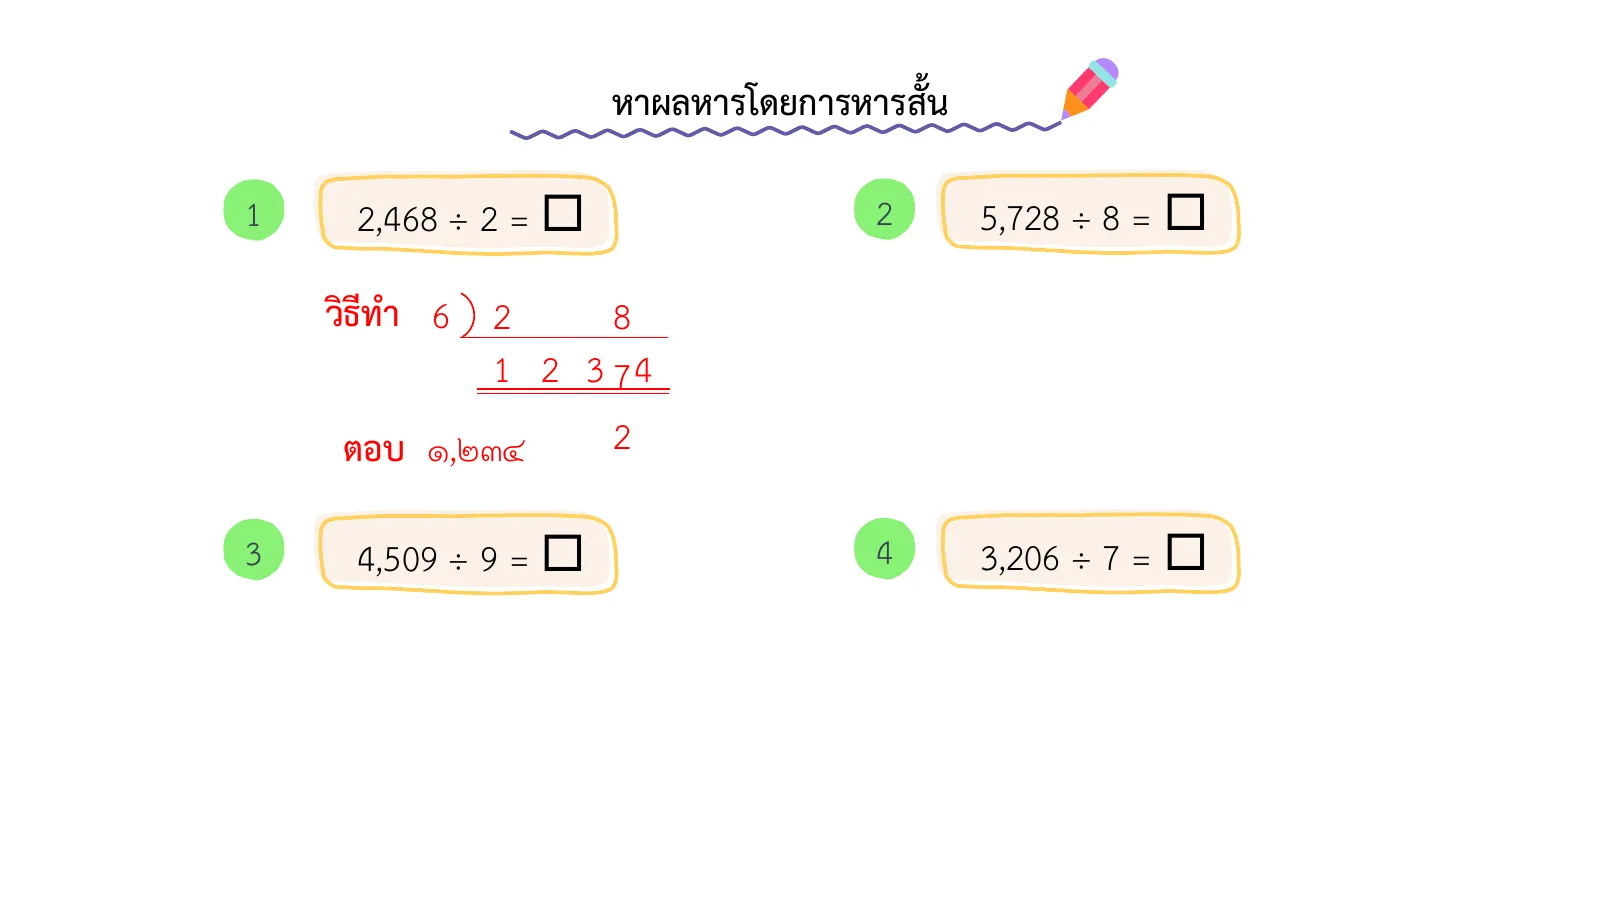 หาผลหารโดยการหารสั้น
1 2,468 ÷ 2 = □
2 5,728 ÷ 8 = □
วิธีทำ 6 ) 2 8
1 2 3 7 4
2
ตอบ ๑,๒๓๔
3 4,509 ÷ 9 = □
4 3,206 ÷ 7 = □